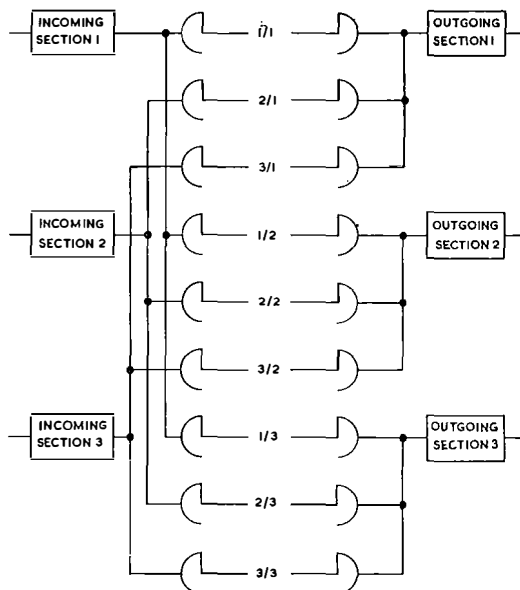 INCOMING
SECTION 1
1/1
OUTGOING
SECTION 1
2/1
3/1
INCOMING
SECTION 2
1/2
OUTGOING
SECTION 2
2/2
3/2
INCOMING
SECTION 3
1/3
OUTGOING
SECTION 3
2/3
3/3